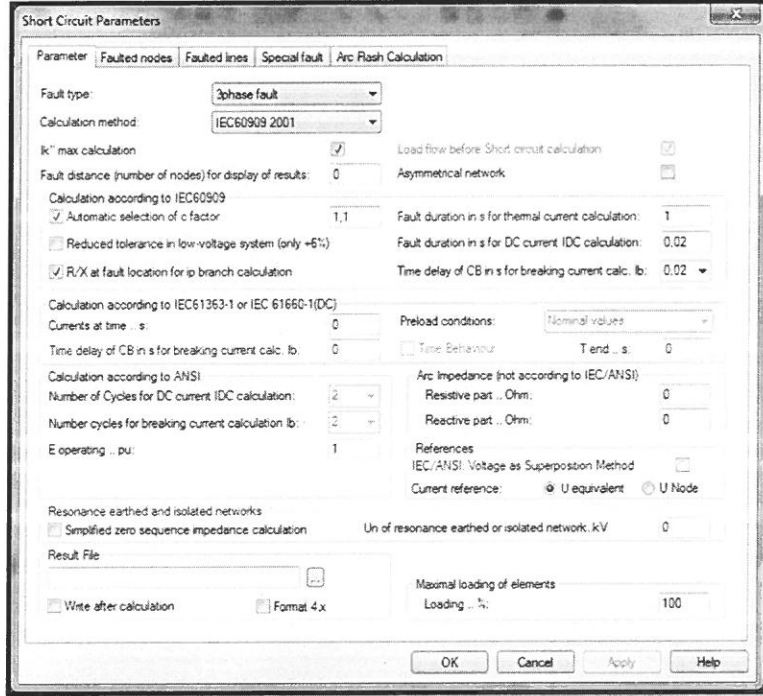 Short Circuit Parameters
Parameter Faulted nodes Faulted lines Special fault Arc Flash Calculation
Fault type: 3phase fault
Calculation method: IEC60909 2001
Ik" max calculation Load flow before Short circuit calculation
Fault distance (number of nodes) for display of results: 0 Asymmetrical network
Calculation according to IEC60909
Automatic selection of c factor 1,1 Fault duration in s for thermal current calculation: 1
Reduced tolerance in low-voltage system (only +6%) Fault duration in s for DC current IDC calculation: 0,02
R/X at fault location for ip branch calculation Time delay of CB in s for breaking current calc. Ib: 0,02
Calculation according to IEC61363-1 or IEC 61660-1(DC)
Currents at time .. s: 0 Preload conditions: Nominal values
Time delay of CB in s for breaking current calc. Ib: 0 Time Behaviour T end .. s: 0
Calculation according to ANSI Arc Impedance (not according to IEC/ANSI)
Number of Cycles for DC current IDC calculation: 2 Resistive part .. Ohm: 0
Number cycles for breaking current calculation Ib: 2 Reactive part .. Ohm: 0
E operating .. pu: 1 References
IEC/ANSI: Voltage as Superpostion Method
Current reference: U equivalent U Node
Resonance earthed and isolated networks
Simplified zero sequence impedance calculation Un of resonance earthed or isolated network. kV 0
Result File
...
Maximal loading of elements
Write after calculation Format 4.x Loading .. %: 100
OK Cancel Apply Help